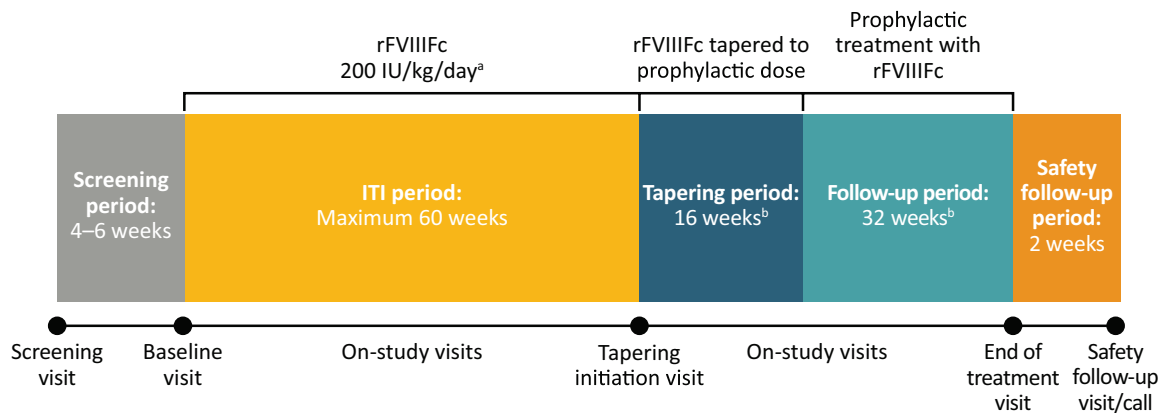 rFVIIIFc
200 IU/kg/dayᵃ
rFVIIIFc tapered to
prophylactic dose
Prophylactic
treatment with
rFVIIIFc
Screening
period:
4–6 weeks
ITI period:
Maximum 60 weeks
Tapering period:
16 weeksᵇ
Follow-up period:
32 weeksᵇ
Safety
follow-up
period:
2 weeks
Screening
visit
Baseline
visit
On-study visits
Tapering
initiation visit
On-study visits
End of
treatment
visit
Safety
follow-up
visit/call